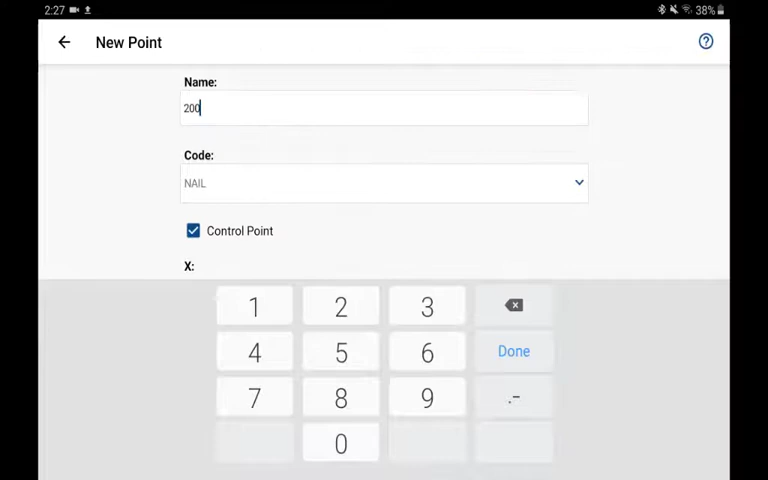 2:27
38%
New Point
Name:
200
Code:
NAIL
Control Point
X:
1 2 3
4 5 6 Done
7 8 9 .-
0